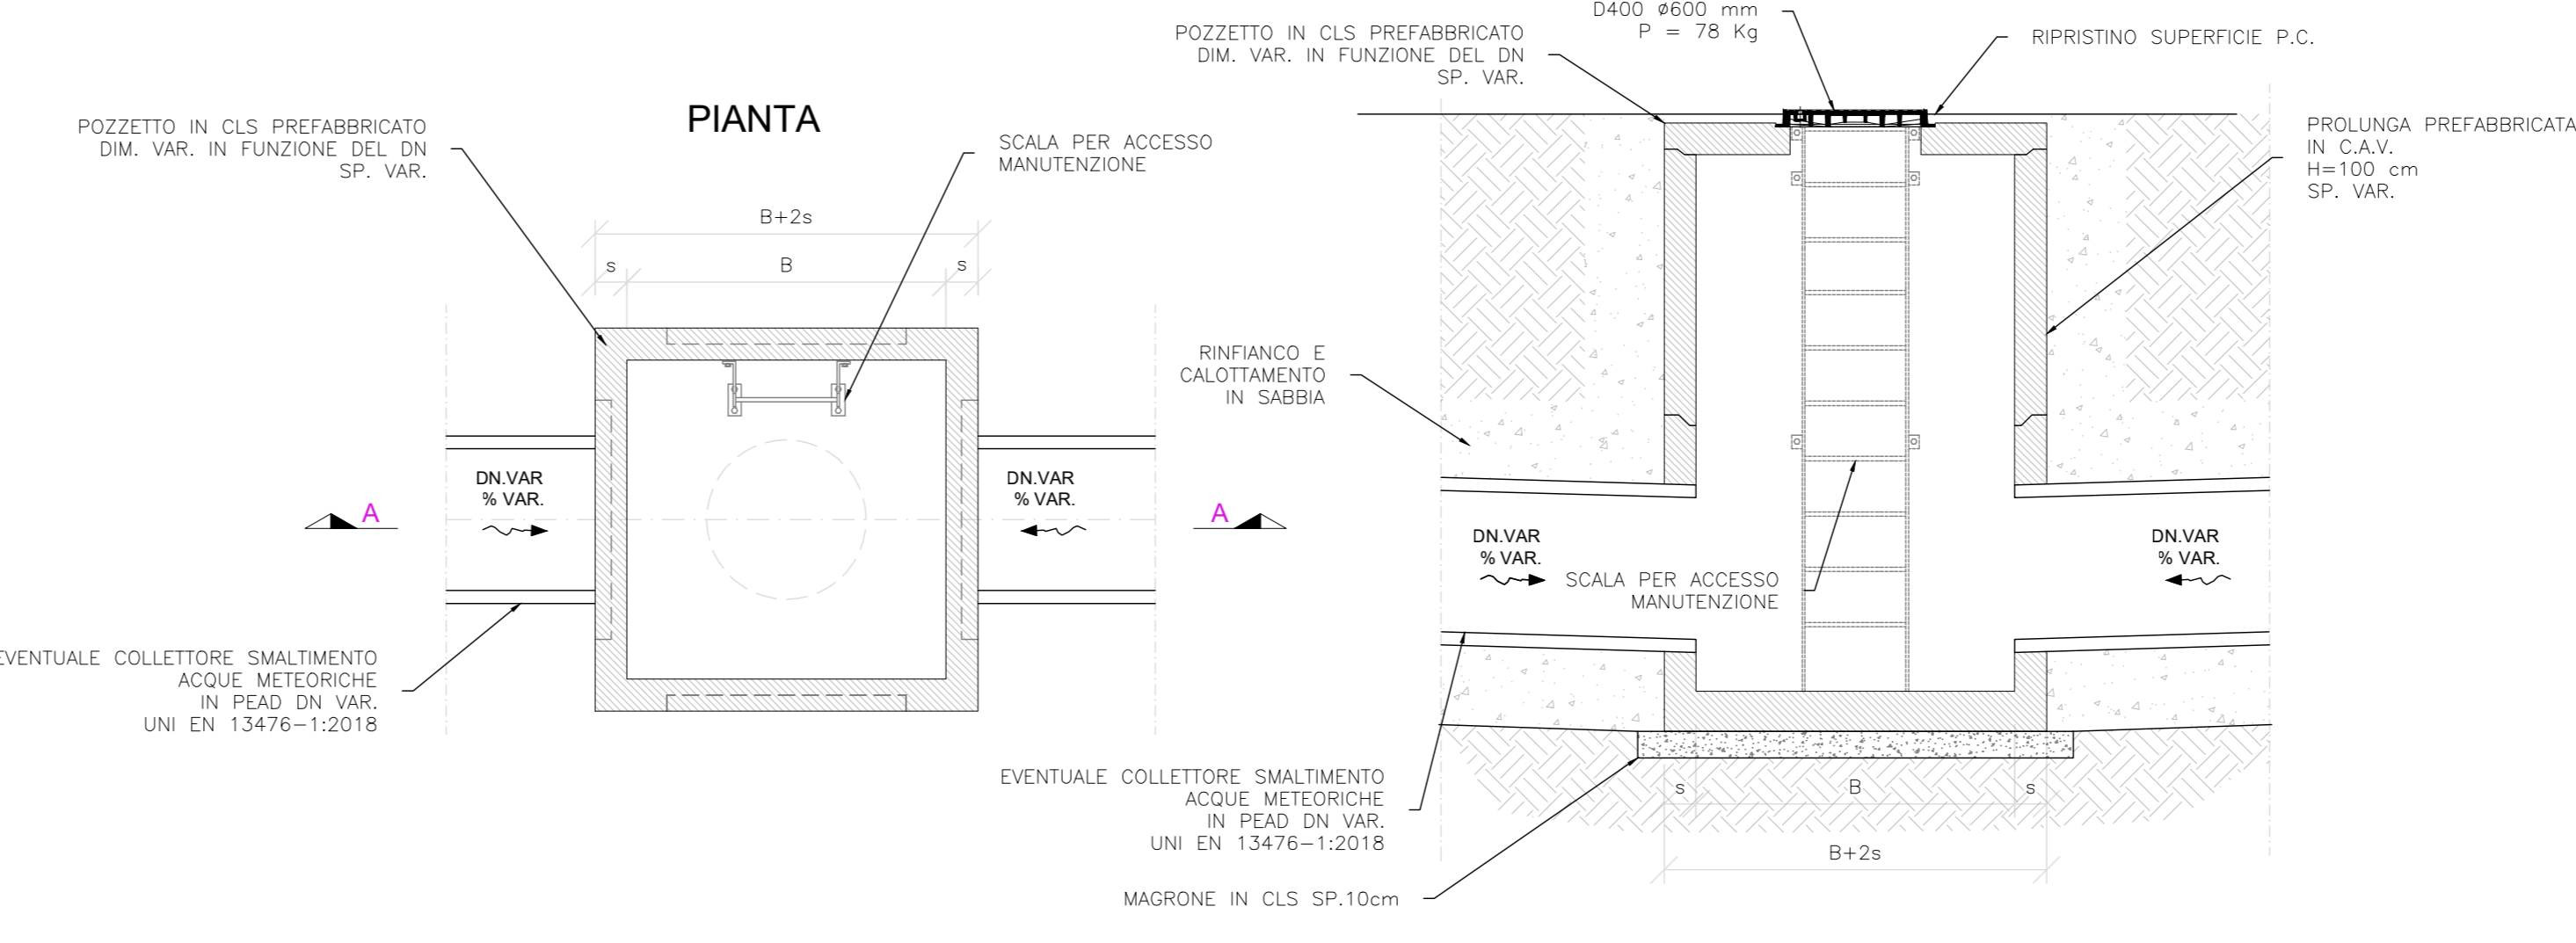 PIANTA
POZZETTO IN CLS PREFABBRICATO
DIM. VAR. IN FUNZIONE DEL DN
SP. VAR.
SCALA PER ACCESSO
MANUTENZIONE
B+2s
s
B
s
DN.VAR
% VAR.
DN.VAR
% VAR.
A
A
EVENTUALE COLLETTORE SMALTIMENTO
ACQUE METEORICHE
IN PEAD DN VAR.
UNI EN 13476-1:2018
D400 Ø600 mm
P = 78 Kg
POZZETTO IN CLS PREFABBRICATO
DIM. VAR. IN FUNZIONE DEL DN
SP. VAR.
RIPRISTINO SUPERFICIE P.C.
PROLUNGA PREFABBRICATA
IN C.A.V.
H=100 cm
SP. VAR.
RINFIANCO E
CALOTTAMENTO
IN SABBIA
DN.VAR
% VAR.
SCALA PER ACCESSO
MANUTENZIONE
DN.VAR
% VAR.
EVENTUALE COLLETTORE SMALTIMENTO
ACQUE METEORICHE
IN PEAD DN VAR.
UNI EN 13476-1:2018
s
B
s
B+2s
MAGRONE IN CLS SP.10cm